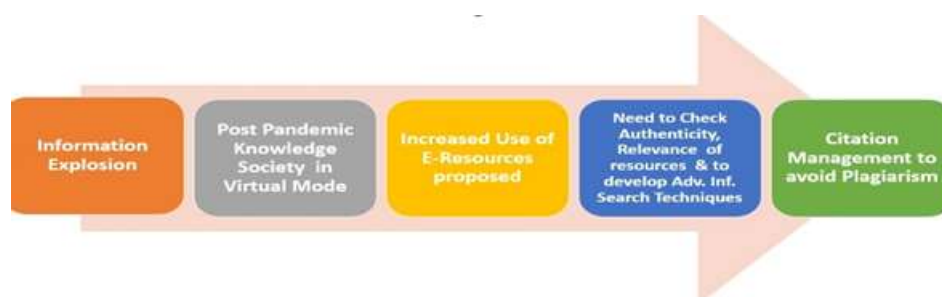 Information
Explosion
Post Pandemic
Knowledge
Society in
Virtual Mode
Increased Use of
E-Resources
proposed
Need to Check
Authenticity,
Relevance of
resources & to
develop Adv. Inf.
Search Techniques
Citation
Management to
avoid Plagiarism